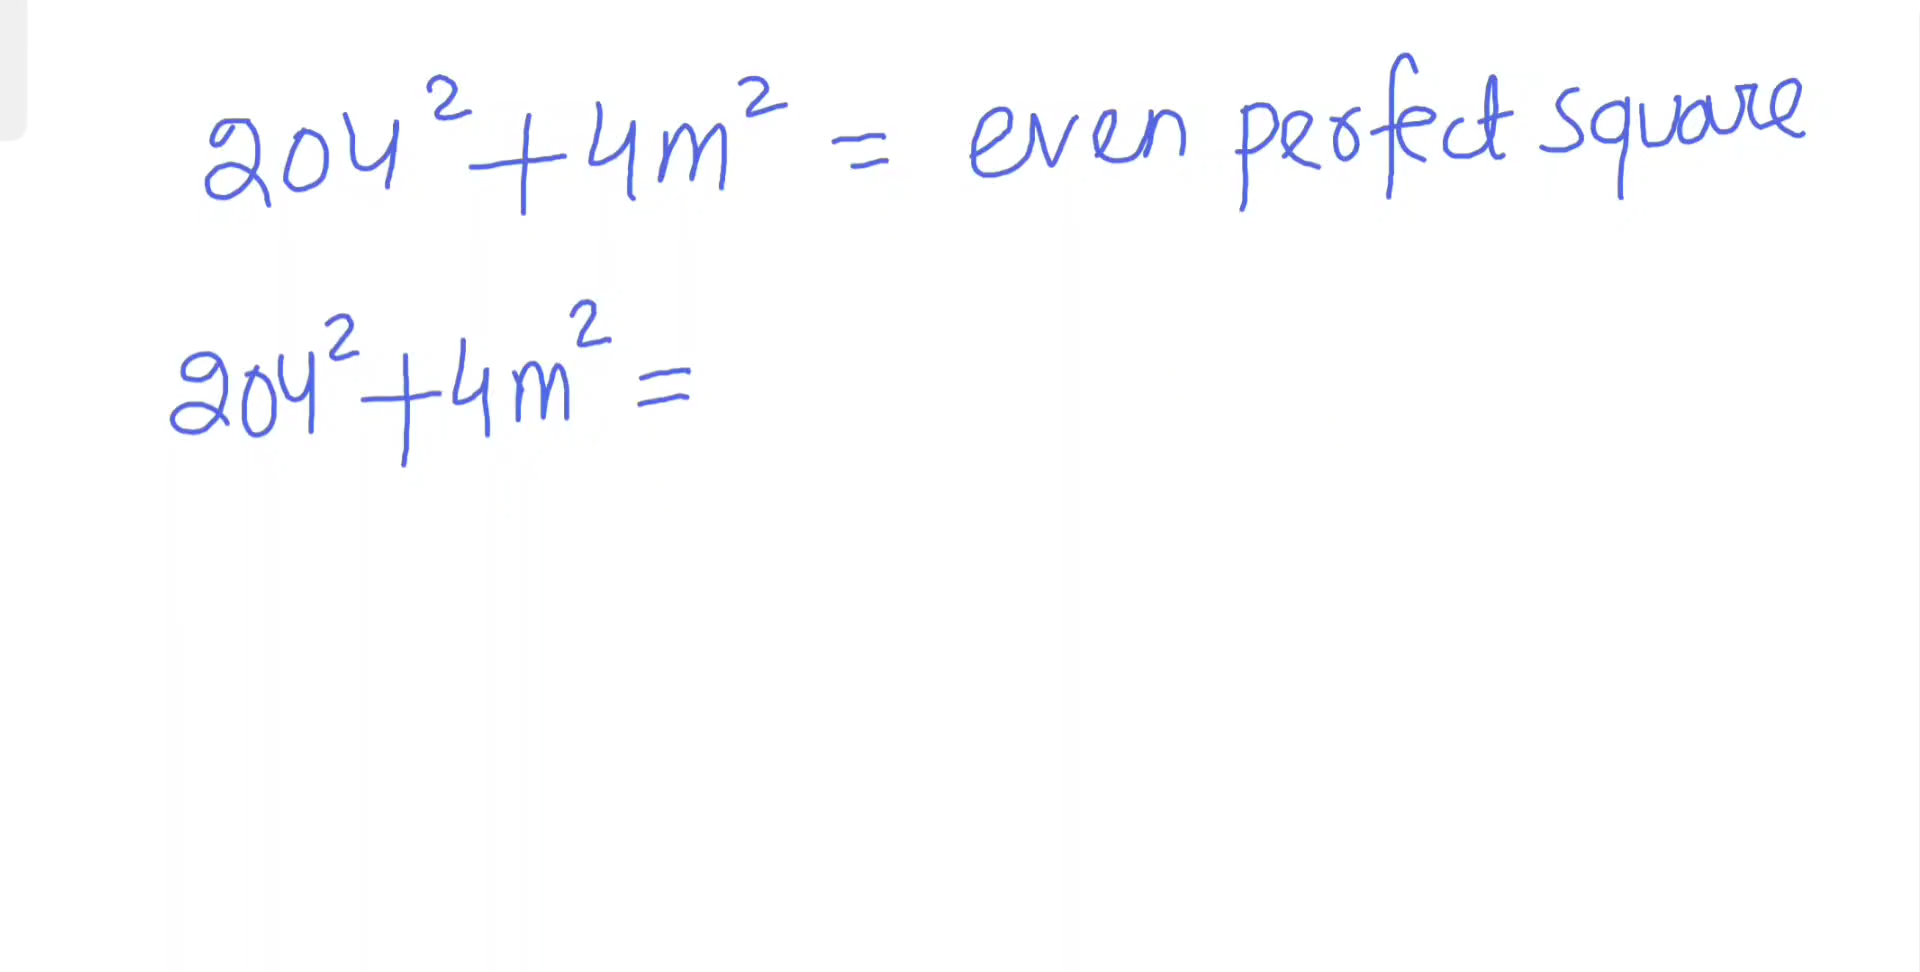 204² + 4m² = even perfect square
204² + 4m² =